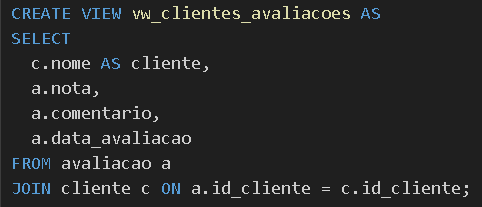 CREATE VIEW vw_clientes_avaliacoes AS
SELECT
  c.nome AS cliente,
  a.nota,
  a.comentario,
  a.data_avaliacao
FROM avaliacao a
JOIN cliente c ON a.id_cliente = c.id_cliente;